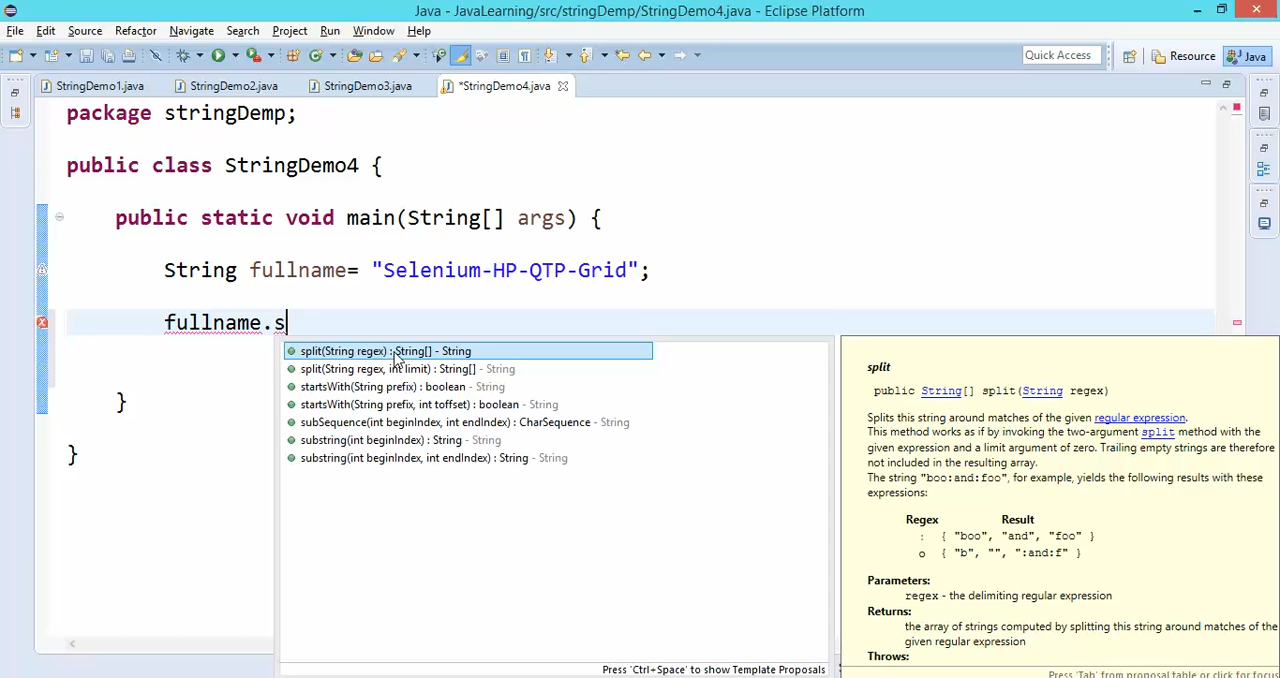 Java - JavaLearning/src/stringDemp/StringDemo4.java - Eclipse Platform
File Edit Source Refactor Navigate Search Project Run Window Help
Quick Access
Resource
Java
StringDemo1.java
StringDemo2.java
StringDemo3.java
*StringDemo4.java
package stringDemp;
public class StringDemo4 {
public static void main(String[] args) {
String fullname= "Selenium-HP-QTP-Grid";
fullname.s
split(String regex) : String[] - String
split(String regex, int limit) : String[] - String
startsWith(String prefix) : boolean - String
startsWith(String prefix, int toffset) : boolean - String
subSequence(int beginIndex, int endIndex) : CharSequence - String
substring(int beginIndex) : String - String
substring(int beginIndex, int endIndex) : String - String
Press 'Ctrl+Space' to show Template Proposals
}
}
split
public String[] split(String regex)
Splits this string around matches of the given regular expression.
This method works as if by invoking the two-argument split method with the
given expression and a limit argument of zero. Trailing empty strings are therefore
not included in the resulting array.
The string "boo:and:foo", for example, yields the following results with these
expressions:
Regex Result
: { "boo", "and", "foo" }
o { "b", "", ":and:f" }
Parameters:
regex - the delimiting regular expression
Returns:
the array of strings computed by splitting this string around matches of the
given regular expression
Throws:
Press 'Tab' from proposal table or click for focus